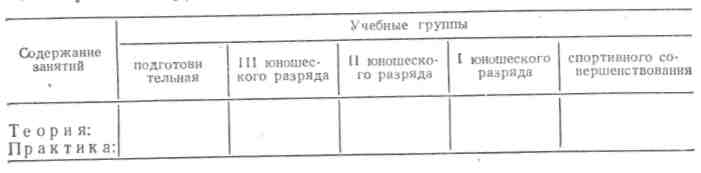 Учебные группы
Содержание
занятий
подготови
тельная
III юношес-
кого разряда
II юношеско-
го разряда
I юношеского
разряда
спортивного со-
вершенствования
Теория:
Практика: